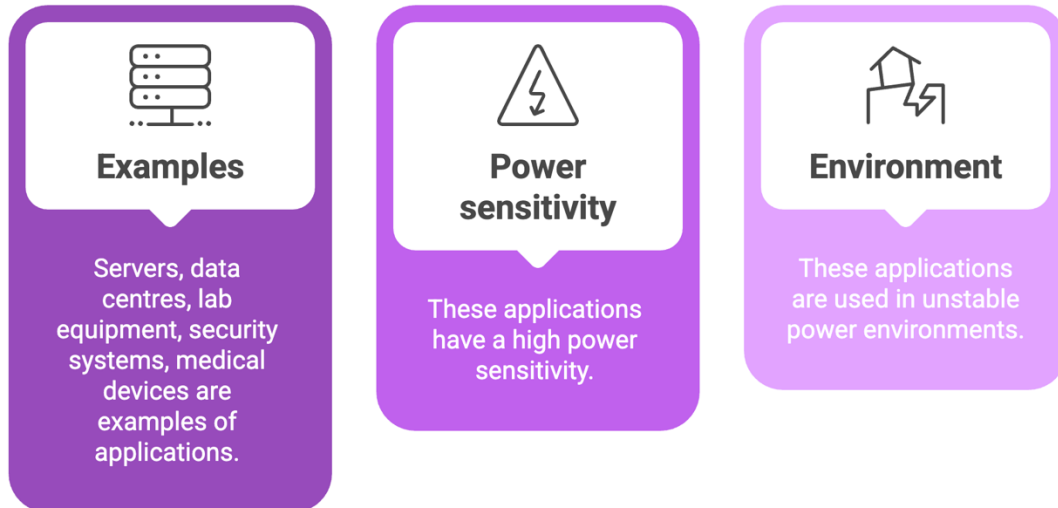 Examples
Servers, data
centres, lab
equipment, security
systems, medical
devices are
examples of
applications.
Power
sensitivity
These applications
have a high power
sensitivity.
Environment
These applications
are used in unstable
power environments.